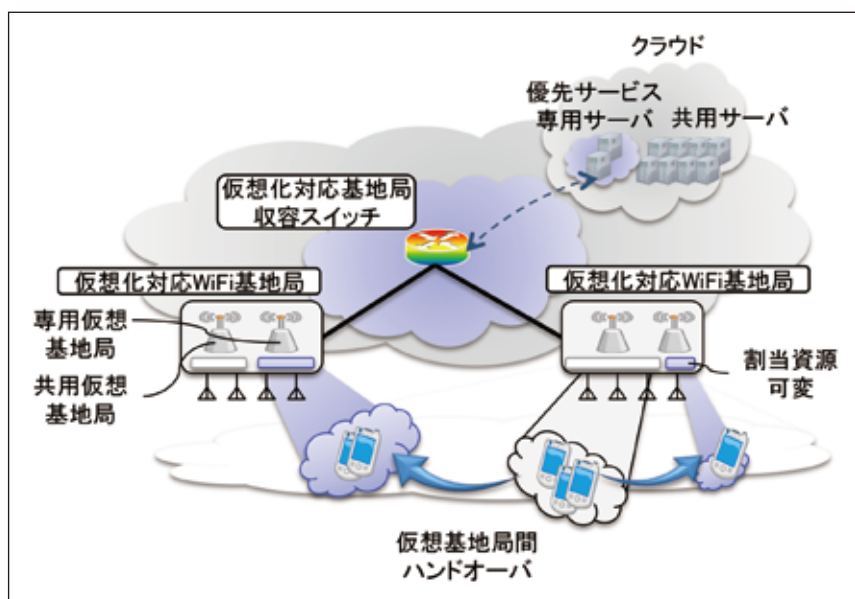 クラウド
優先サービス
専用サーバ 共用サーバ
仮想化対応基地局
収容スイッチ
仮想化対応WiFi基地局
仮想化対応WiFi基地局
専用仮想
基地局
共用仮想
基地局
割当資源
可変
仮想基地局間
ハンドオーバ